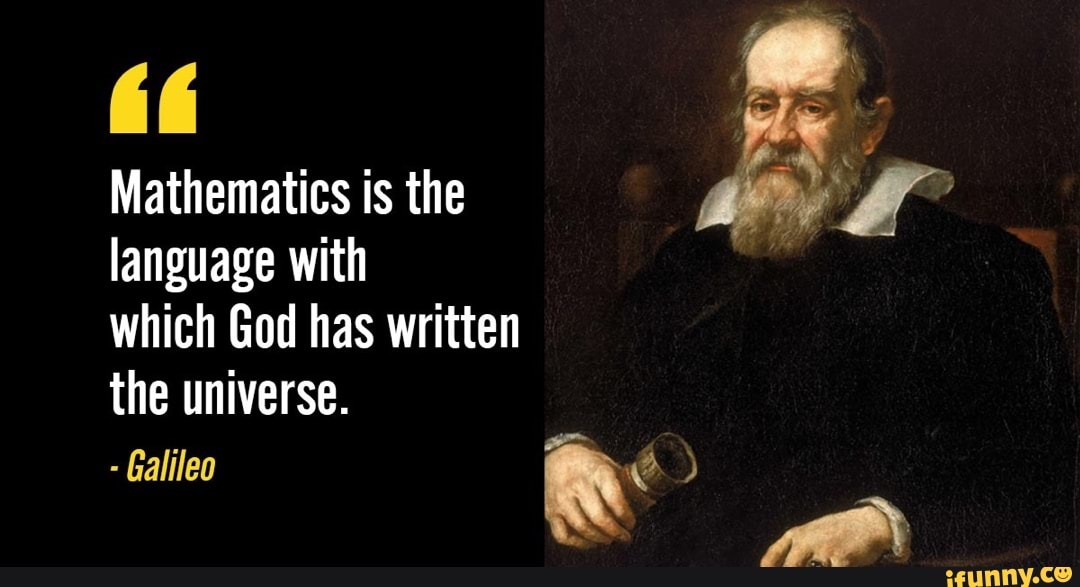 “
Mathematics is the
language with
which God has written
the universe.
- Galileo
ifunny.co